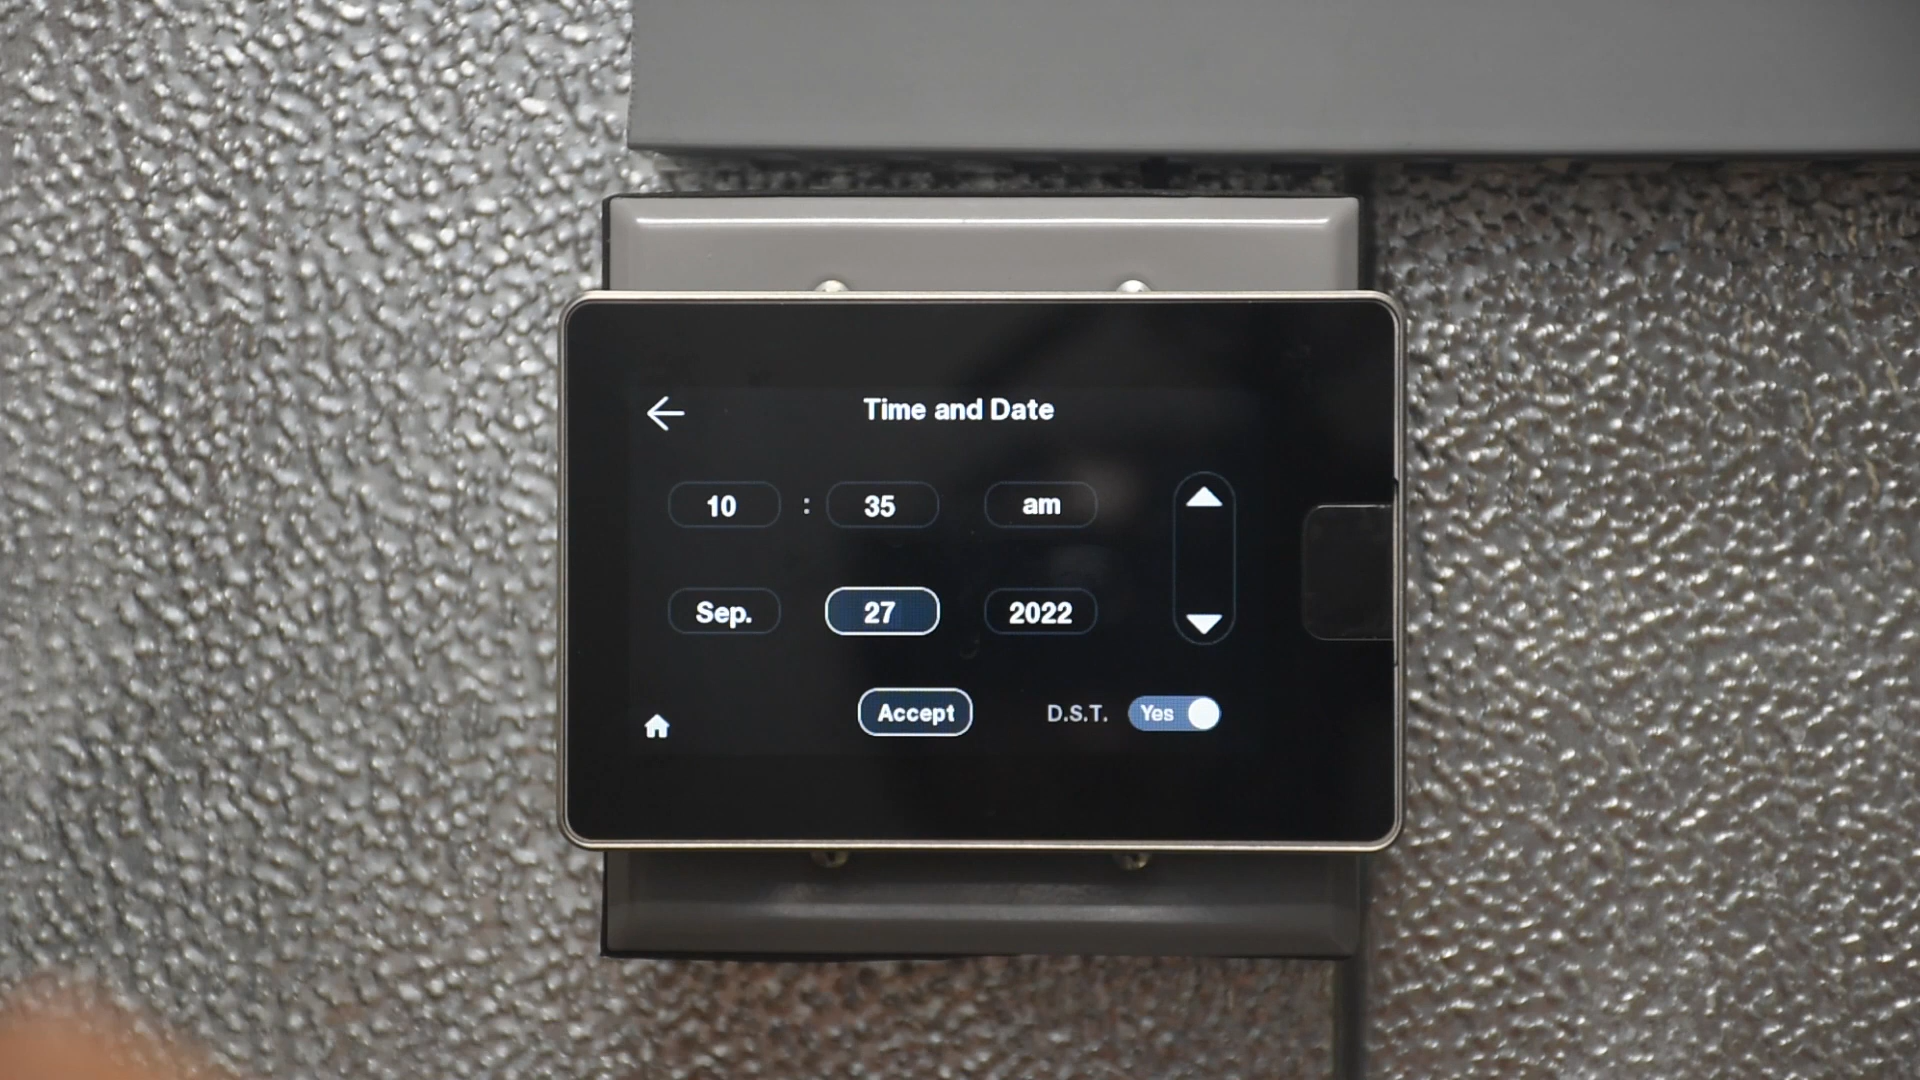 Time and Date
10 : 35 am
Sep. 27 2022
Accept D.S.T. Yes